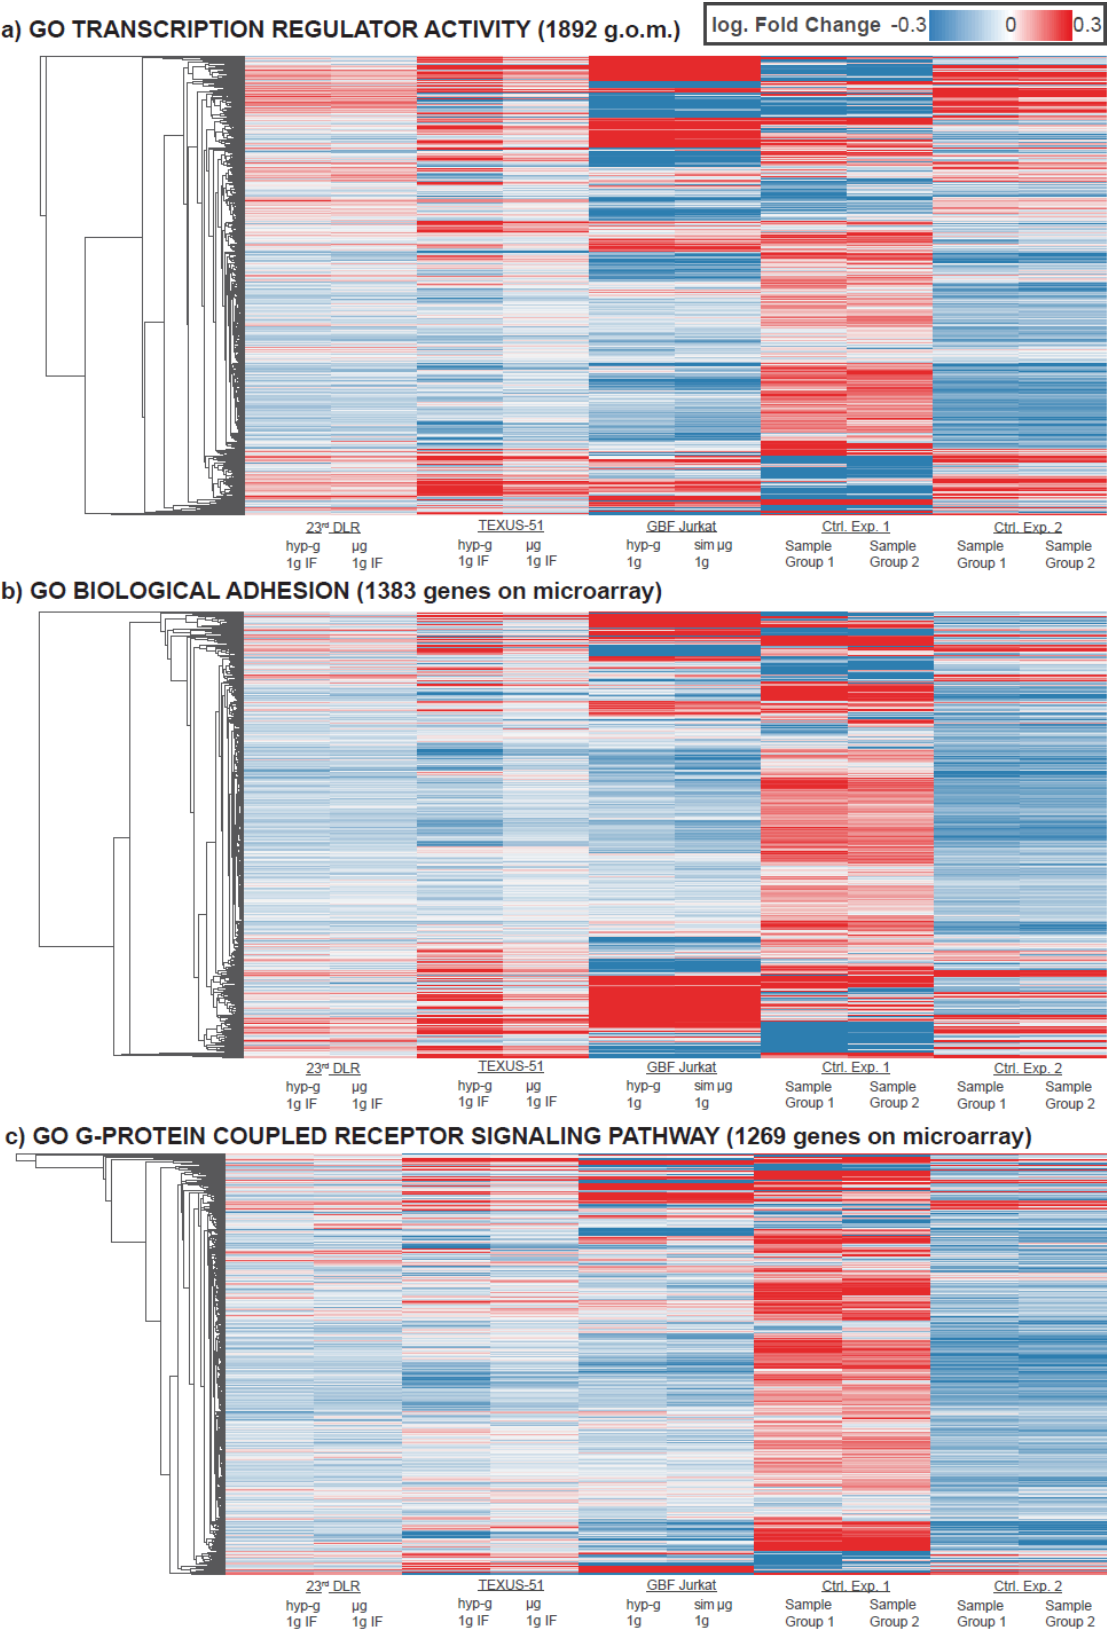 a) GO TRANSCRIPTION REGULATOR ACTIVITY (1892 g.o.m.)
log. Fold Change -0.3 0 0.3
23rd DLR TEXUS-51 GBF Jurkat Ctrl. Exp. 1 Ctrl. Exp. 2
hyp-g µg hyp-g µg hyp-g sim µg Sample Sample Sample Sample
1g IF 1g IF 1g IF 1g IF 1g 1g Group 1 Group 2 Group 1 Group 2
b) GO BIOLOGICAL ADHESION (1383 genes on microarray)
23rd DLR TEXUS-51 GBF Jurkat Ctrl. Exp. 1 Ctrl. Exp. 2
hyp-g µg hyp-g µg hyp-g sim µg Sample Sample Sample Sample
1g IF 1g IF 1g IF 1g IF 1g 1g Group 1 Group 2 Group 1 Group 2
c) GO G-PROTEIN COUPLED RECEPTOR SIGNALING PATHWAY (1269 genes on microarray)
23rd DLR TEXUS-51 GBF Jurkat Ctrl. Exp. 1 Ctrl. Exp. 2
hyp-g µg hyp-g µg hyp-g sim µg Sample Sample Sample Sample
1g IF 1g IF 1g IF 1g IF 1g 1g Group 1 Group 2 Group 1 Group 2